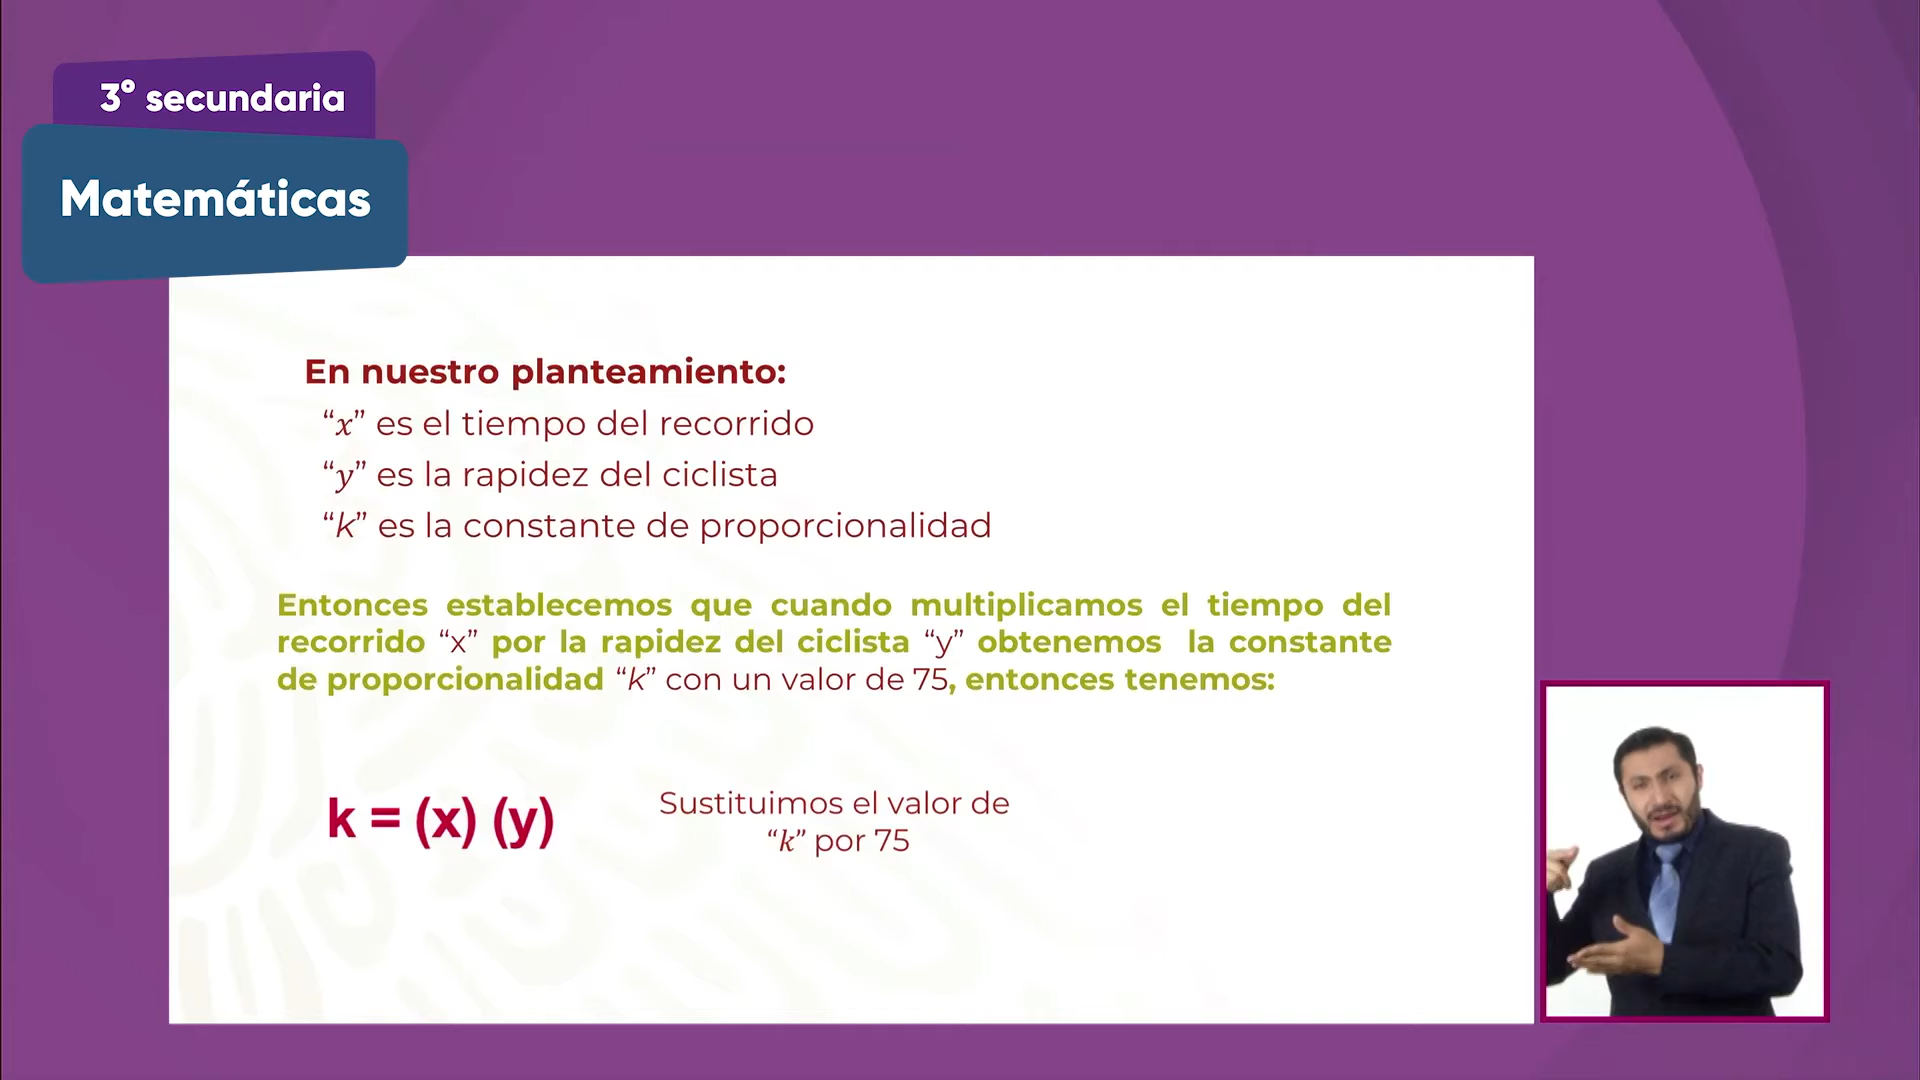 3° secundaria
Matemáticas
En nuestro planteamiento:
“x” es el tiempo del recorrido
“y” es la rapidez del ciclista
“k” es la constante de proporcionalidad
Entonces establecemos que cuando multiplicamos el tiempo del
recorrido “x” por la rapidez del ciclista “y” obtenemos la constante
de proporcionalidad “k” con un valor de 75, entonces tenemos:
k = (x) (y)
Sustituimos el valor de
“k” por 75